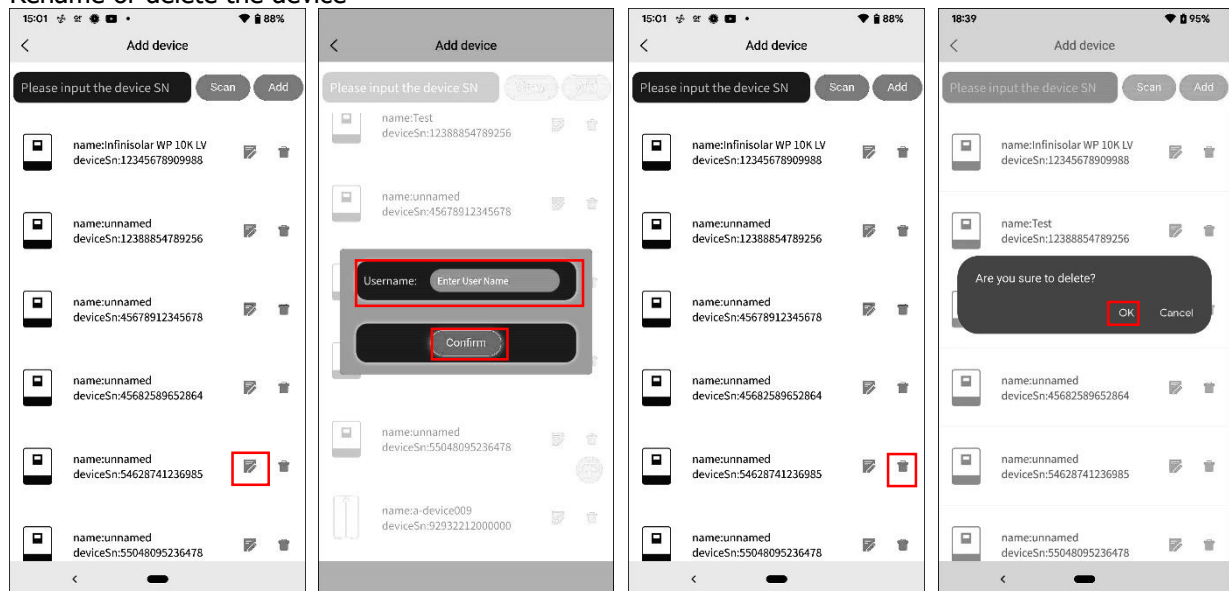 Rename or delete the device
15:01
88%
Add device
Please input the device SN
Scan
Add
name:Infinisolar WP 10K LV
deviceSn:12345678909988
name:unnamed
deviceSn:12388854789256
name:unnamed
deviceSn:45678912345678
name:unnamed
deviceSn:45682589652864
name:unnamed
deviceSn:54628741236985
name:unnamed
deviceSn:55048095236478
Add device
Please input the device SN
Scan
Add
name:Test
deviceSn:12388854789256
name:unnamed
deviceSn:45678912345678
Username:
Enter User Name
Confirm
name:unnamed
deviceSn:55048095236478
name:a-device009
deviceSn:92932212000000
15:01
88%
Add device
Please input the device SN
Scan
Add
name:Infinisolar WP 10K LV
deviceSn:12345678909988
name:unnamed
deviceSn:12388854789256
name:unnamed
deviceSn:45678912345678
name:unnamed
deviceSn:45682589652864
name:unnamed
deviceSn:54628741236985
name:unnamed
deviceSn:55048095236478
18:39
95%
Add device
Please input the device SN
Scan
Add
name:Infinisolar WP 10K LV
deviceSn:12345678909988
name:Test
deviceSn:12388854789256
Are you sure to delete?
OK
Cancel
name:unnamed
deviceSn:45682589652864
name:unnamed
deviceSn:54628741236985
name:unnamed
deviceSn:55048095236478